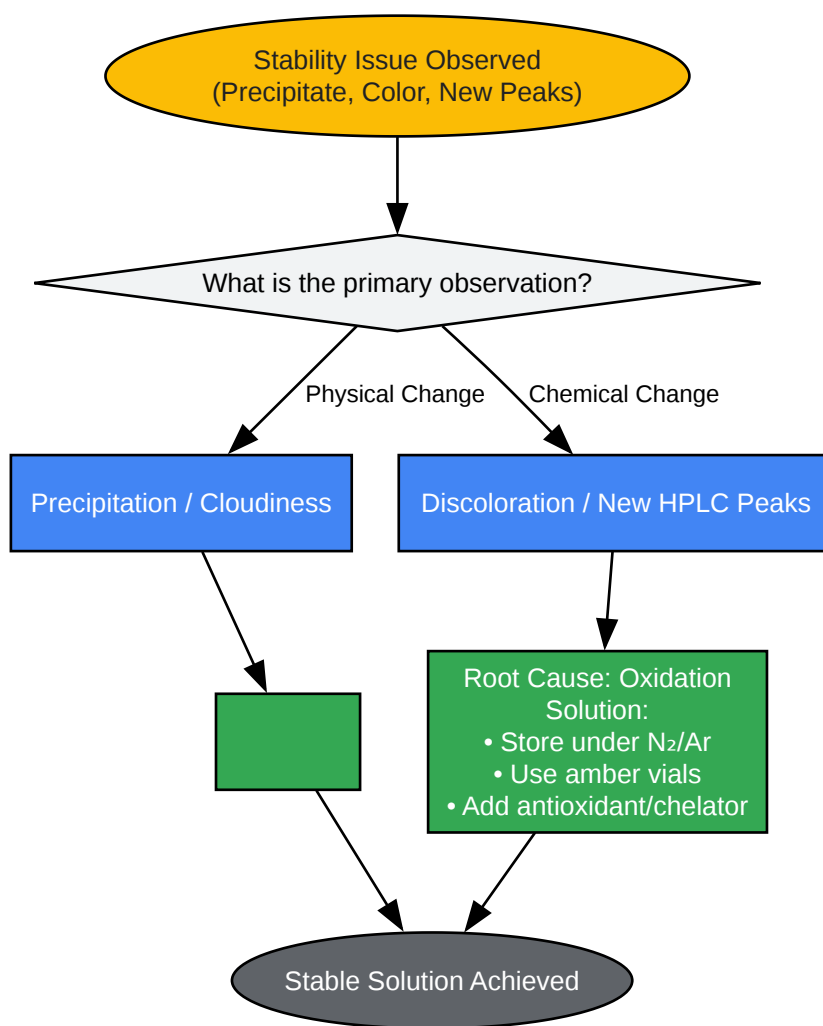 Stability Issue Observed
(Precipitate, Color, New Peaks)
What is the primary observation?
Physical Change
Chemical Change
Precipitation / Cloudiness
Discoloration / New HPLC Peaks
Root Cause: Oxidation
Solution:
• Store under N₂/Ar
• Use amber vials
• Add antioxidant/chelator
Stable Solution Achieved